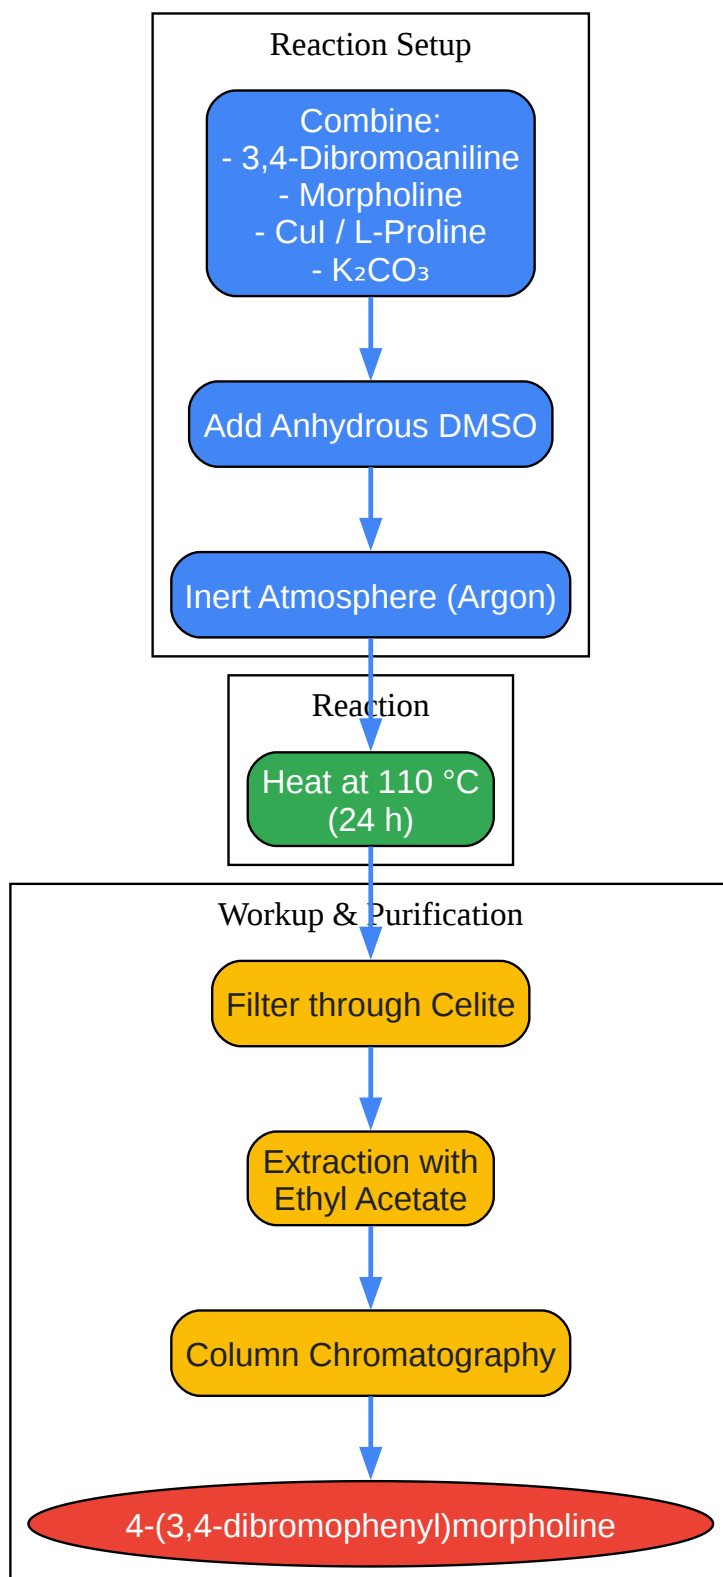 Reaction Setup
Combine:
- 3,4-Dibromoaniline
- Morpholine
- CuI / L-Proline
- K₂CO₃
Add Anhydrous DMSO
Inert Atmosphere (Argon)
Reaction
Heat at 110 °C
(24 h)
Workup & Purification
Filter through Celite
Extraction with
Ethyl Acetate
Column Chromatography
4-(3,4-dibromophenyl)morpholine